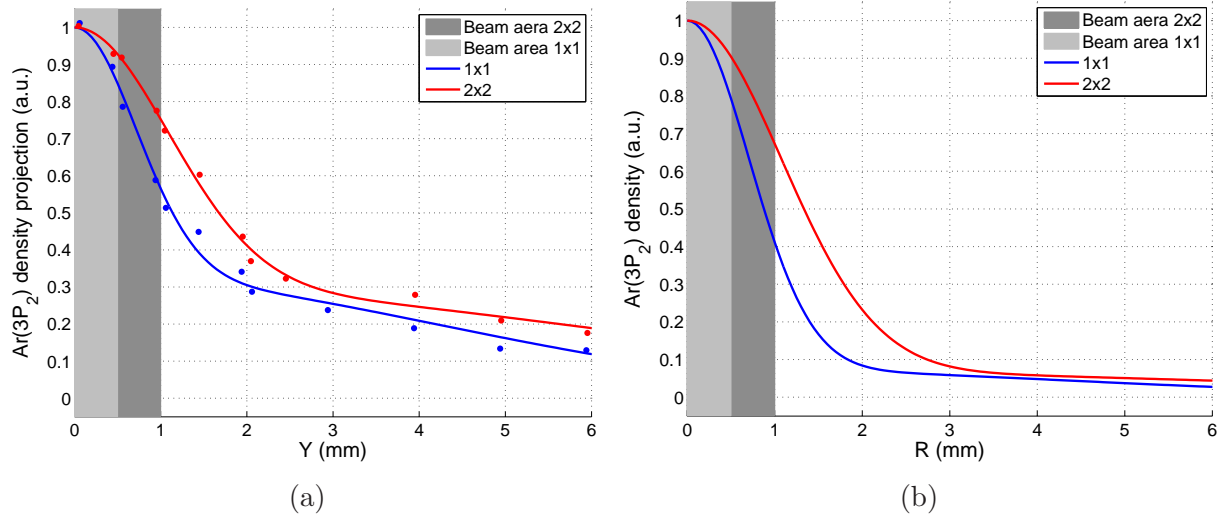 Ar(3P2) density projection (a.u.)
1
0.9
0.8
0.7
0.6
0.5
0.4
0.3
0.2
0.1
0
0 1 2 3 4 5 6
Y (mm)
Beam aera 2x2
Beam area 1x1
1x1
2x2
(a)
Ar(3P2) density (a.u.)
1
0.9
0.8
0.7
0.6
0.5
0.4
0.3
0.2
0.1
0
0 1 2 3 4 5 6
R (mm)
Beam aera 2x2
Beam area 1x1
1x1
2x2
(b)